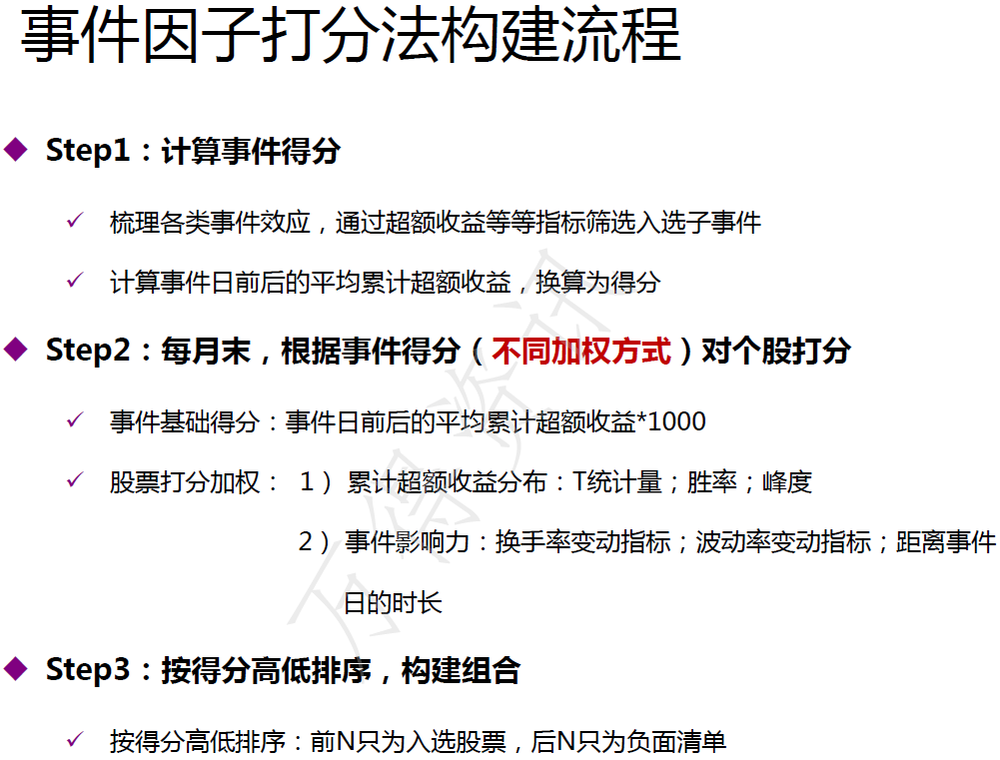 事件因子打分法构建流程
Step1：计算事件得分
梳理各类事件效应，通过超额收益等等指标筛选入选子事件
计算事件日前后的平均累计超额收益，换算为得分
Step2：每月末，根据事件得分（不同加权方式）对个股打分
事件基础得分：事件日前后的平均累计超额收益*1000
股票打分加权： 1） 累计超额收益分布：T统计量；胜率；峰度
2） 事件影响力：换手率变动指标；波动率变动指标；距离事件
日的时长
Step3：按得分高低排序，构建组合
按得分高低排序：前N只为入选股票，后N只为负面清单
万得资讯